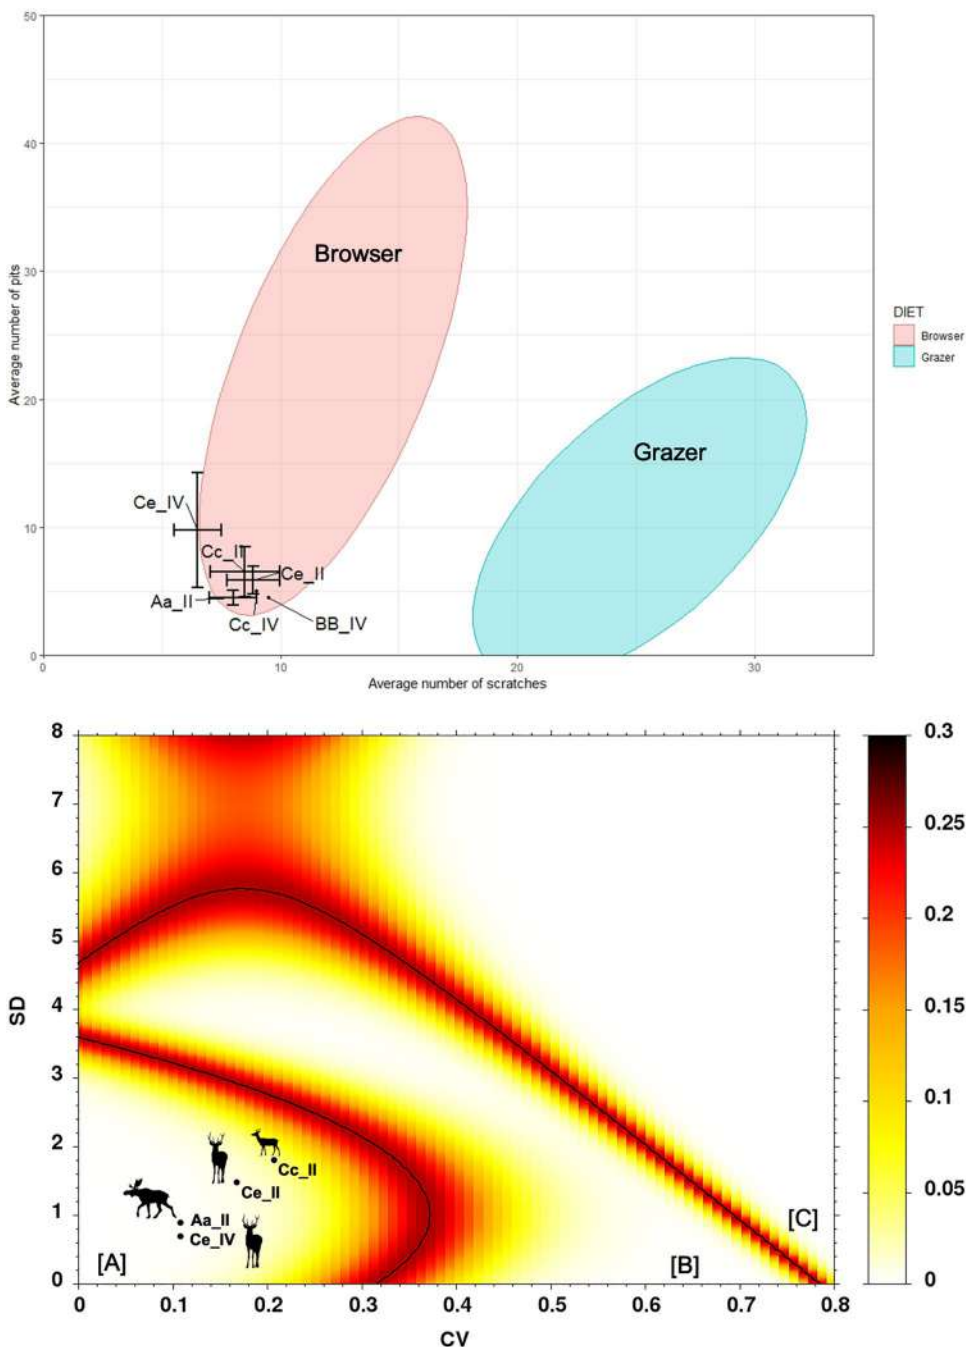 50
40
30
20
10
0
Average number of pits
Browser
Grazer
Ce_IV
Cc_II
Ce_II
Aa_II
Cc_IV
BB_IV
0
10
20
30
Average number of scratches
DIET
Browser
Grazer
8
7
6
5
4
3
2
1
0
SD
Cc_II
Ce_II
Aa_II
Ce_IV
[A]
[B]
[C]
0
0.1
0.2
0.3
0.4
0.5
0.6
0.7
0.8
CV
0.3
0.25
0.2
0.15
0.1
0.05
0